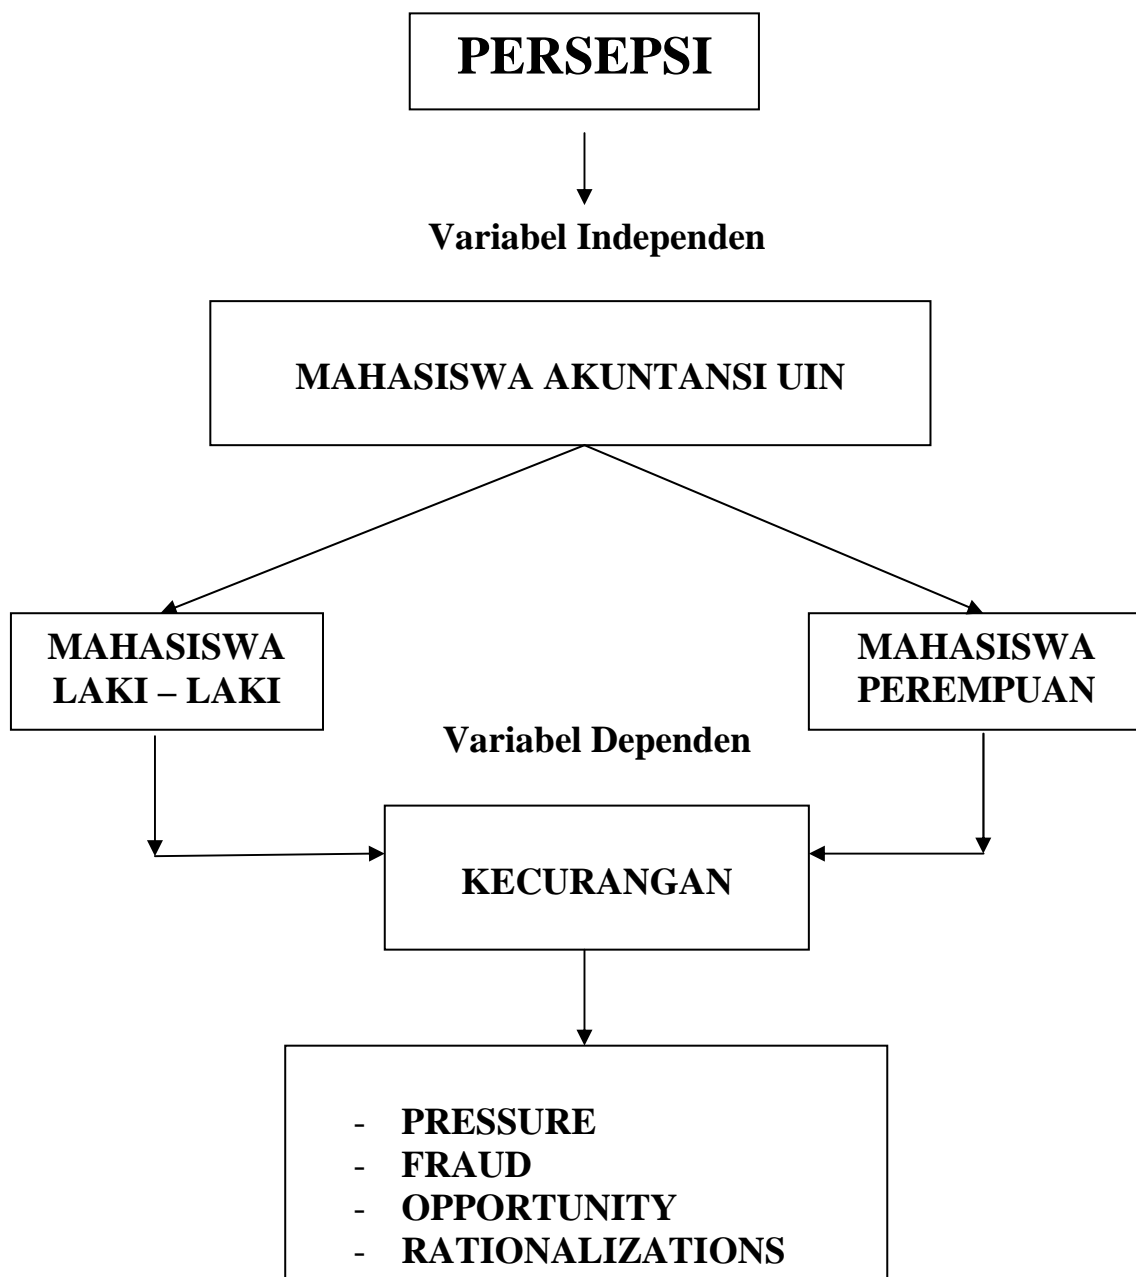 PERSEPSI
Variabel Independen
MAHASISWA AKUNTANSI UIN
MAHASISWA
LAKI – LAKI
MAHASISWA
PEREMPUAN
Variabel Dependen
KECURANGAN
- PRESSURE
- FRAUD
- OPPORTUNITY
- RATIONALIZATIONS